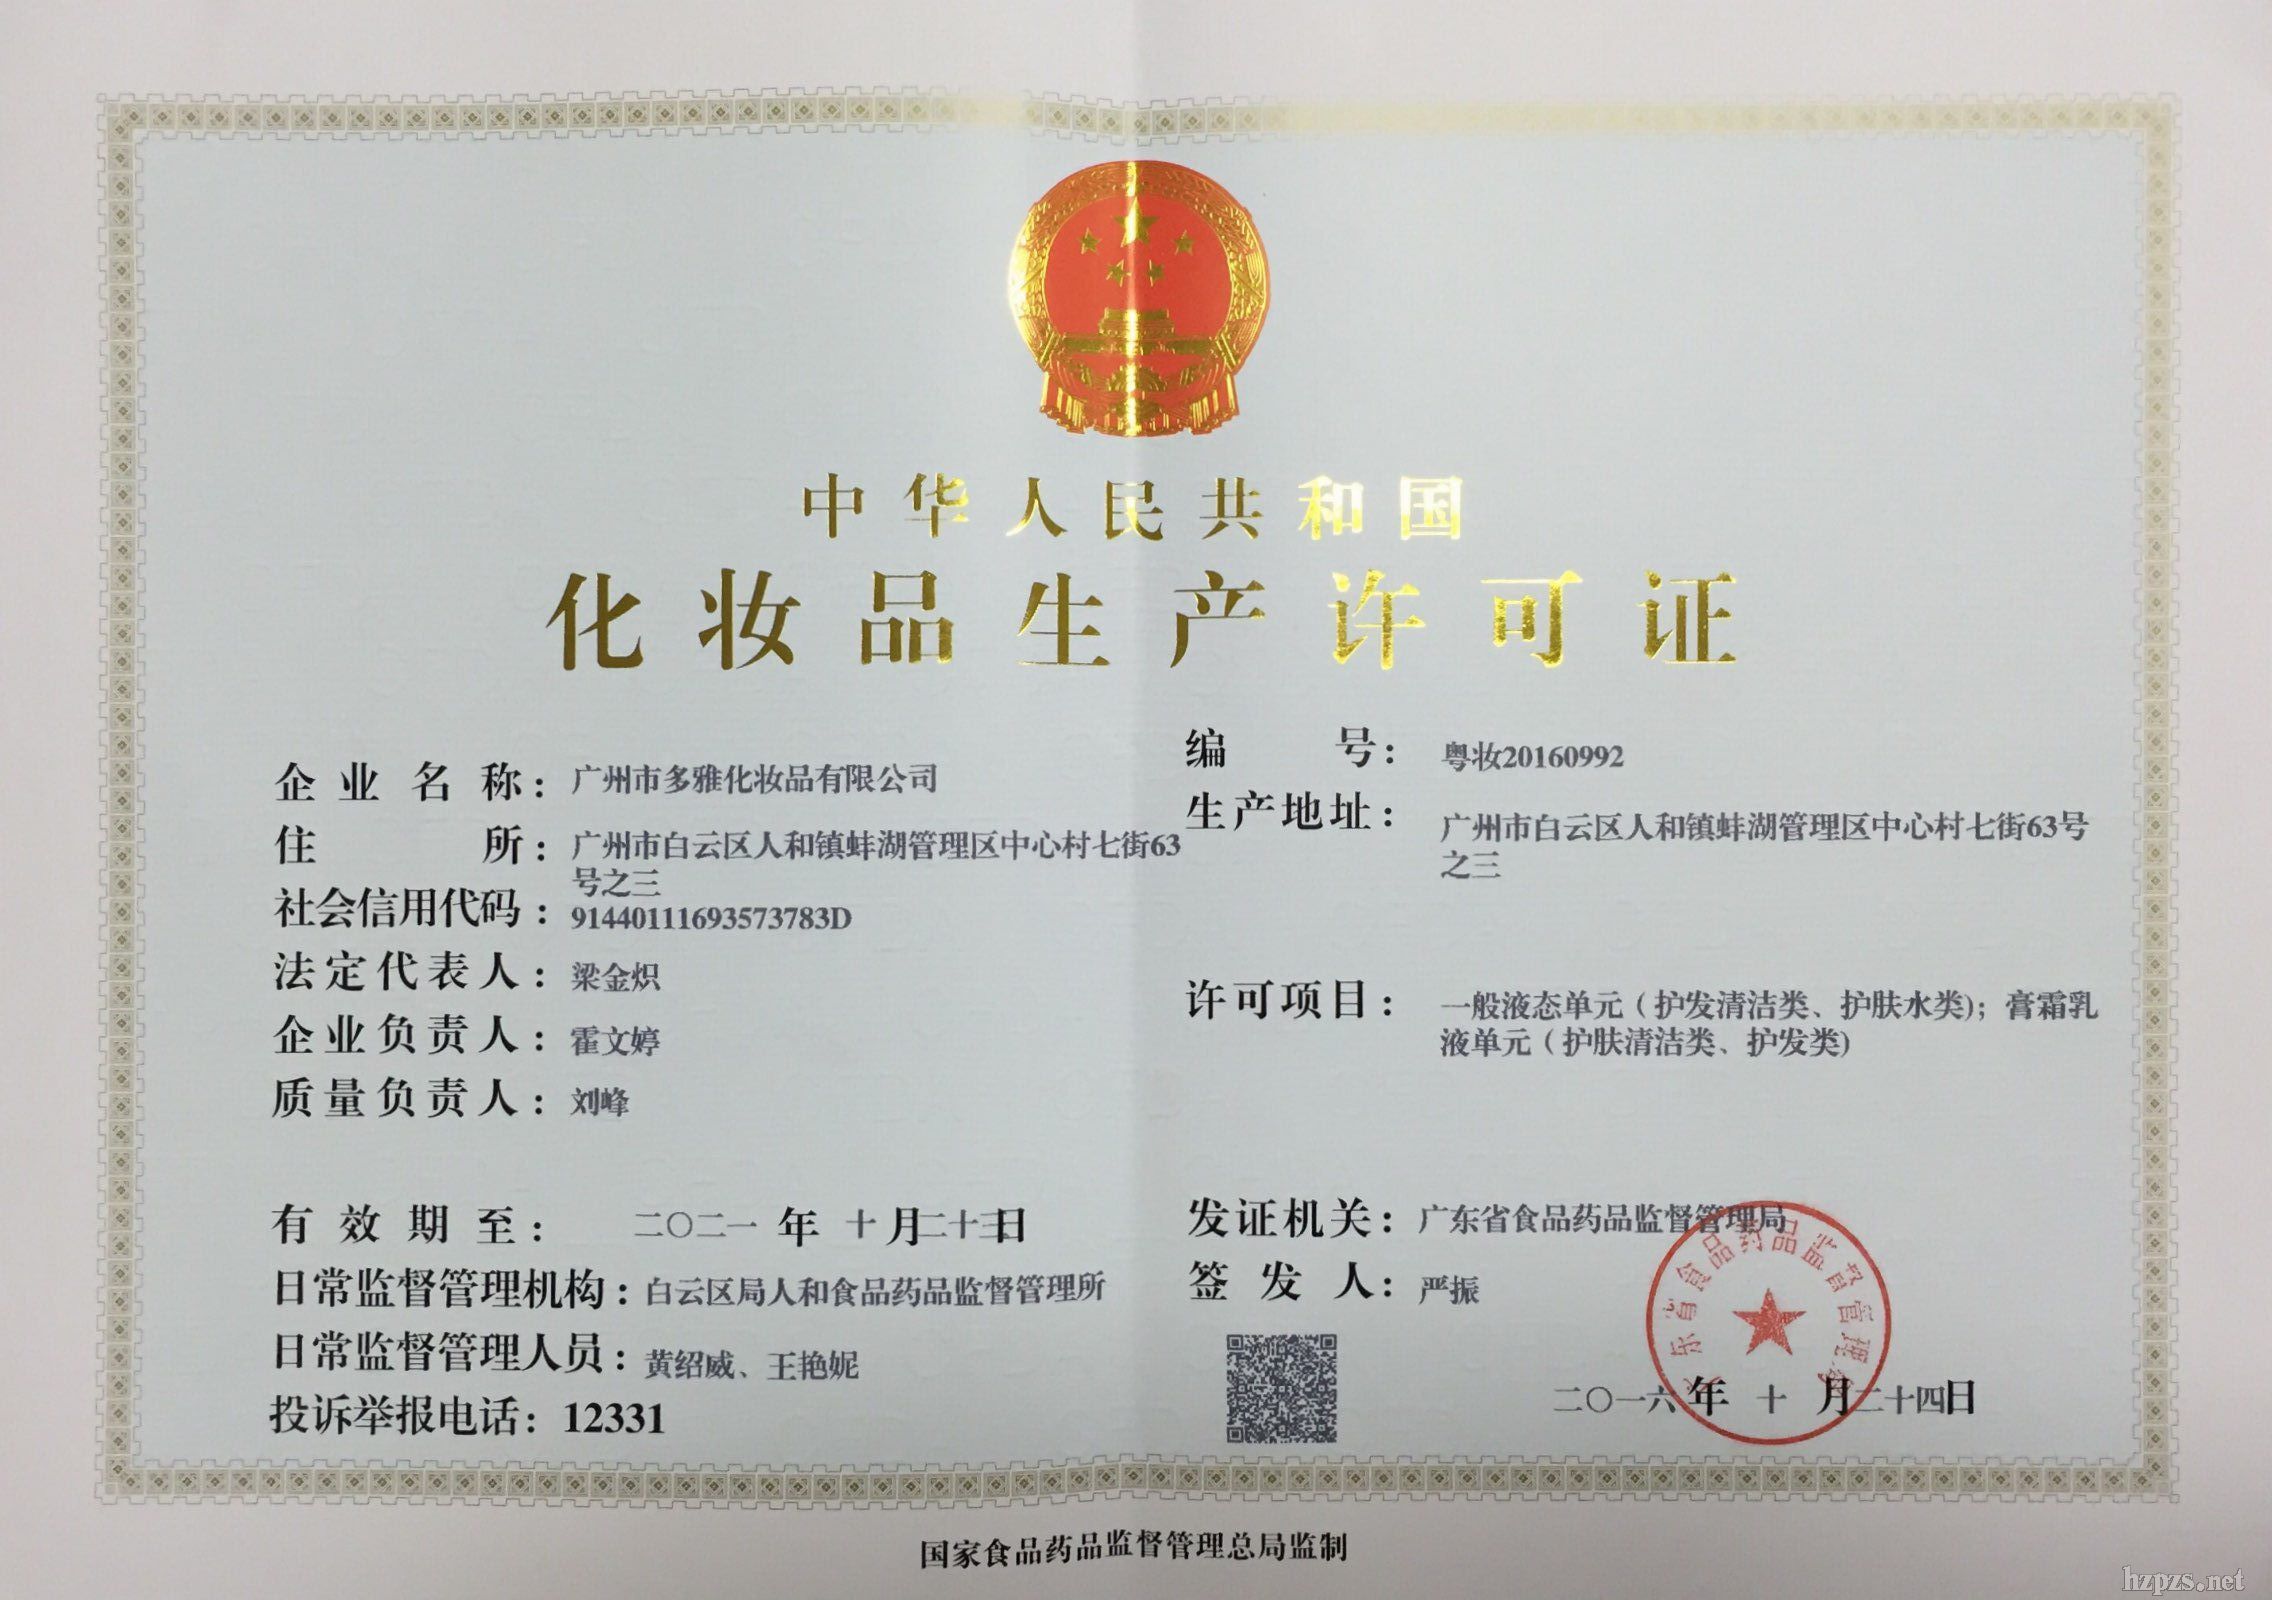 中华人民共和国
化妆品生产许可证
企业名称：广州市多雅化妆品有限公司
住所：广州市白云区人和镇蚌湖管理区中心村七街63
号之三
社会信用代码：91440111693573783D
法定代表人：梁金炽
企业负责人：霍文婷
质量负责人：刘峰
编号：粤妆20160992
生产地址：广州市白云区人和镇蚌湖管理区中心村七街63号
之三
许可项目：一般液态单元（护发清洁类、护肤水类)；膏霜乳
液单元（护肤清洁类、护发类)
有效期至：二〇二一年十月二十三日
日常监督管理机构：白云区局人和食品药品监督管理所
日常监督管理人员：黄绍威、王艳妮
投诉举报电话：12331
发证机关：广东省食品药品监督管理局
签发人：严振
广东省食品药品监督管理局
二〇一六年十月二十四日
国家食品药品监督管理总局监制
hzpzs.net